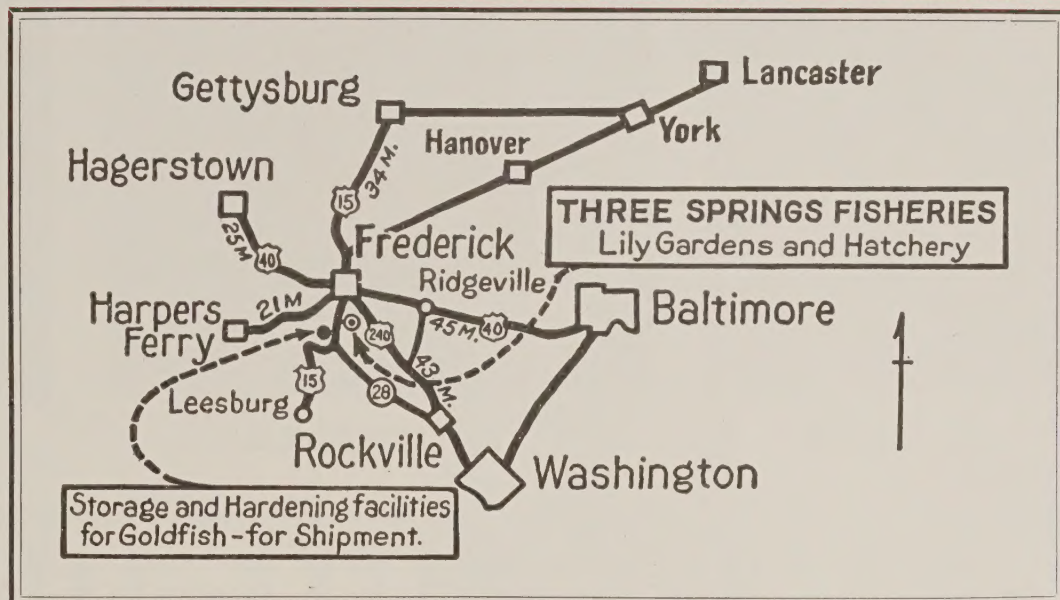 Lancaster
Gettysburg
York
Hanover
Hagerstown
34 M.
15
THREE SPRINGS FISHERIES
Lily Gardens and Hatchery
25 M
40
Frederick
Ridgeville
21 M
Harpers
Ferry
45 M.
40
Baltimore
240
43 M.
15
28
Leesburg
Rockville
Washington
Storage and Hardening facilities
for Goldfish-for Shipment.